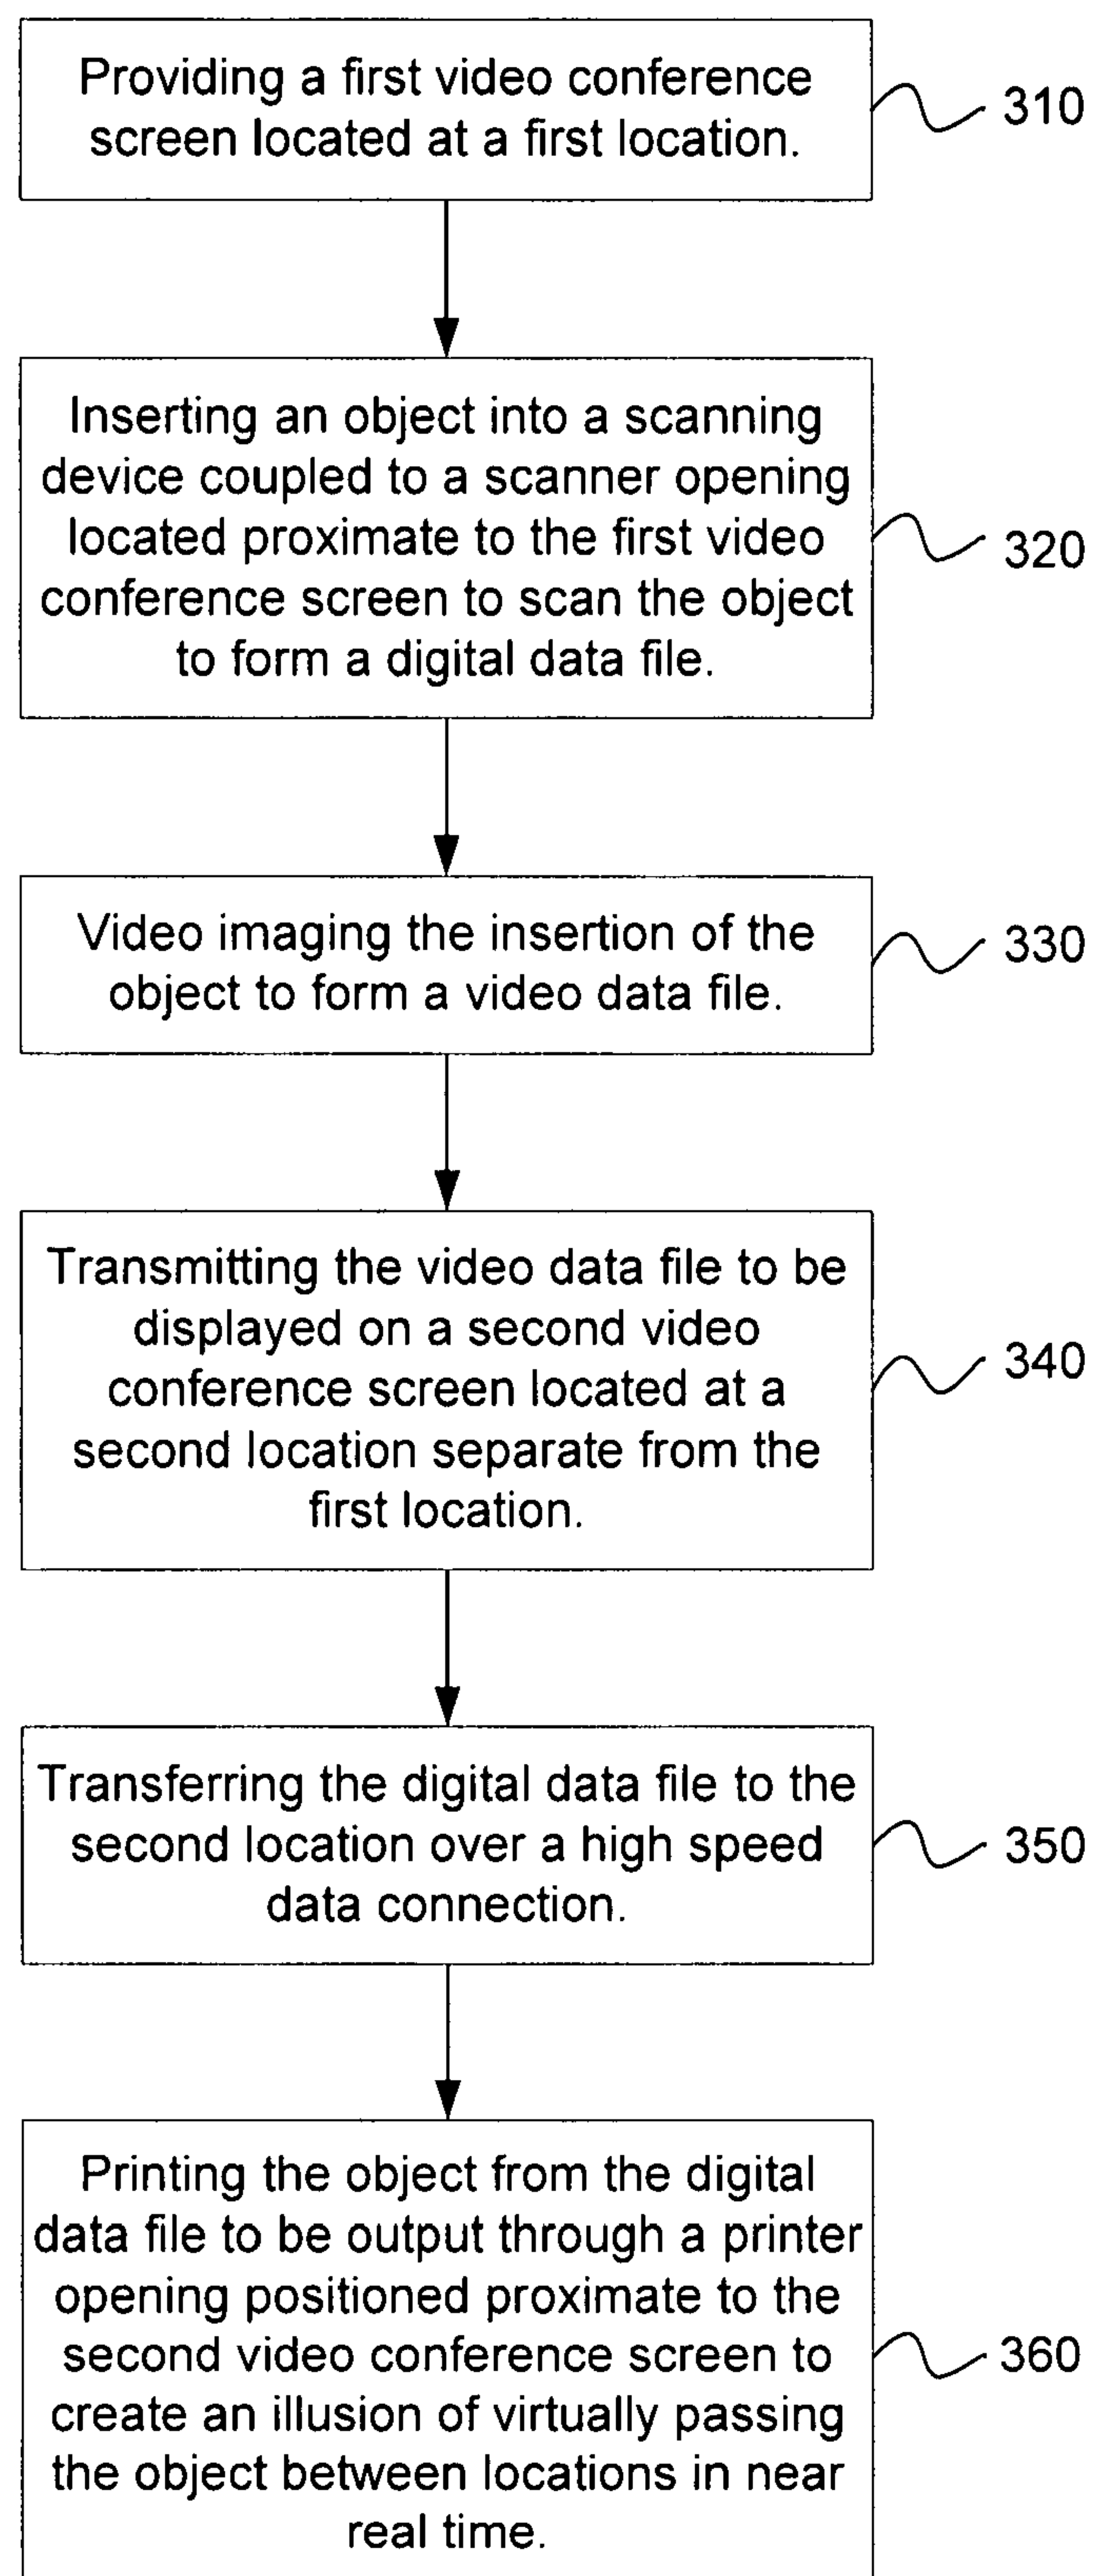 Providing a first video conference
screen located at a first location.
310
Inserting an object into a scanning
device coupled to a scanner opening
located proximate to the first video
conference screen to scan the object
to form a digital data file.
320
Video imaging the insertion of the
object to form a video data file.
330
Transmitting the video data file to be
displayed on a second video
conference screen located at a
second location separate from the
first location.
340
Transferring the digital data file to the
second location over a high speed
data connection.
350
Printing the object from the digital
data file to be output through a printer
opening positioned proximate to the
second video conference screen to
create an illusion of virtually passing
the object between locations in near
real time.
360